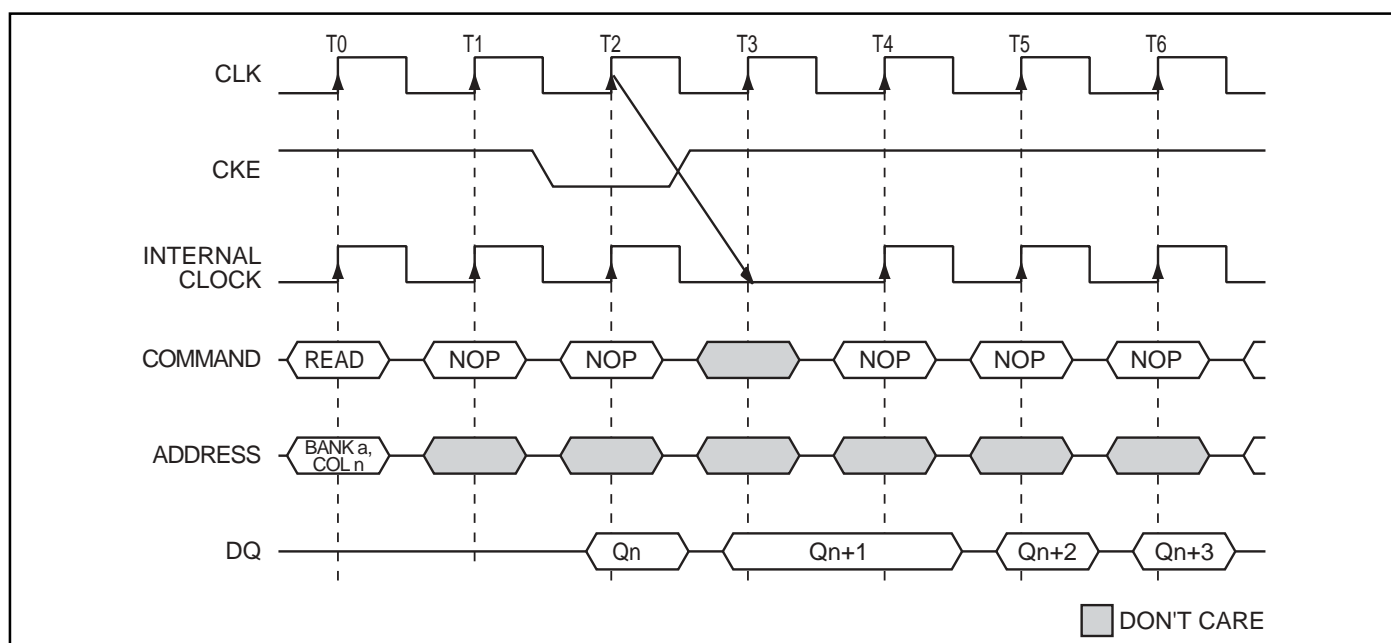 T0 T1 T2 T3 T4 T5 T6
CLK
CKE
INTERNAL
CLOCK
COMMAND READ NOP NOP NOP NOP NOP
ADDRESS BANK a,
COL n
DQ Qn Qn+1 Qn+2 Qn+3
DON'T CARE